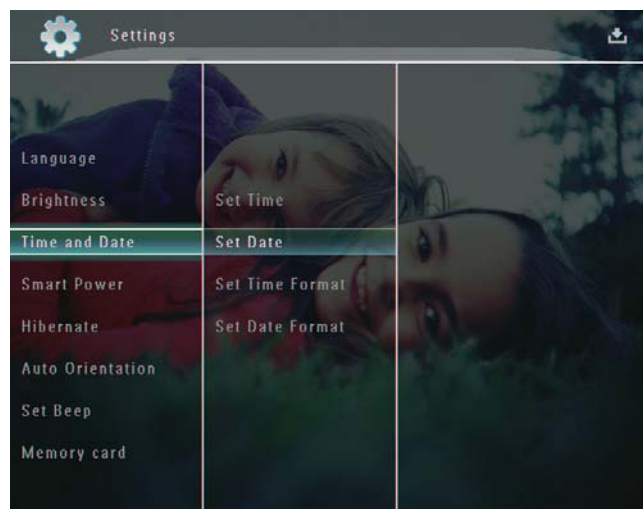 Settings
Language
Brightness
Time and Date
Smart Power
Hibernate
Auto Orientation
Set Beep
Memory card
Set Time
Set Date
Set Time Format
Set Date Format